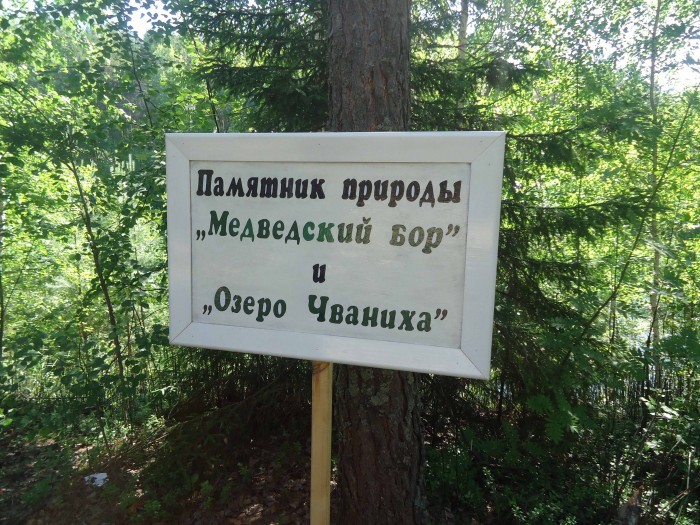 Памятник природы
„Медведский бор”
и
„Озеро Чваниха”